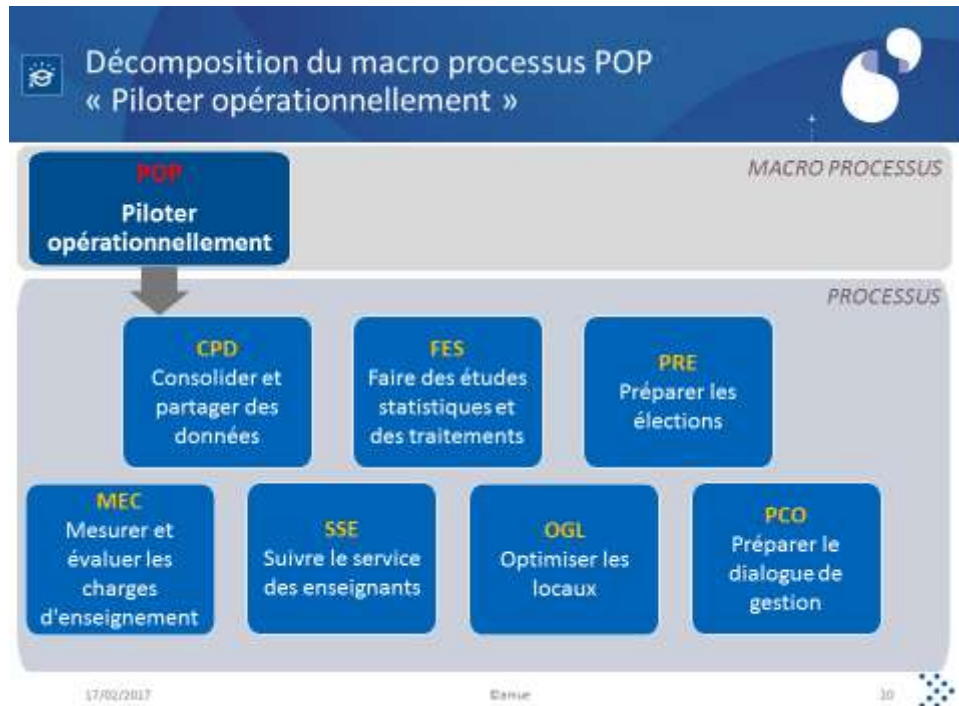 Décomposition du macro processus POP
« Piloter opérationnellement »
MACRO PROCESSUS
POP
Piloter
opérationnellement
PROCESSUS
CPD
Consolider et
partager des
données
FES
Faire des études
statistiques et
des traitements
PRE
Préparer les
élections
MEC
Mesurer et
évaluer les
charges
d'enseignement
SSE
Suivre le service
des enseignants
OGL
Optimiser les
locaux
PCO
Préparer le
dialogue de
gestion
17/02/2017
©amue